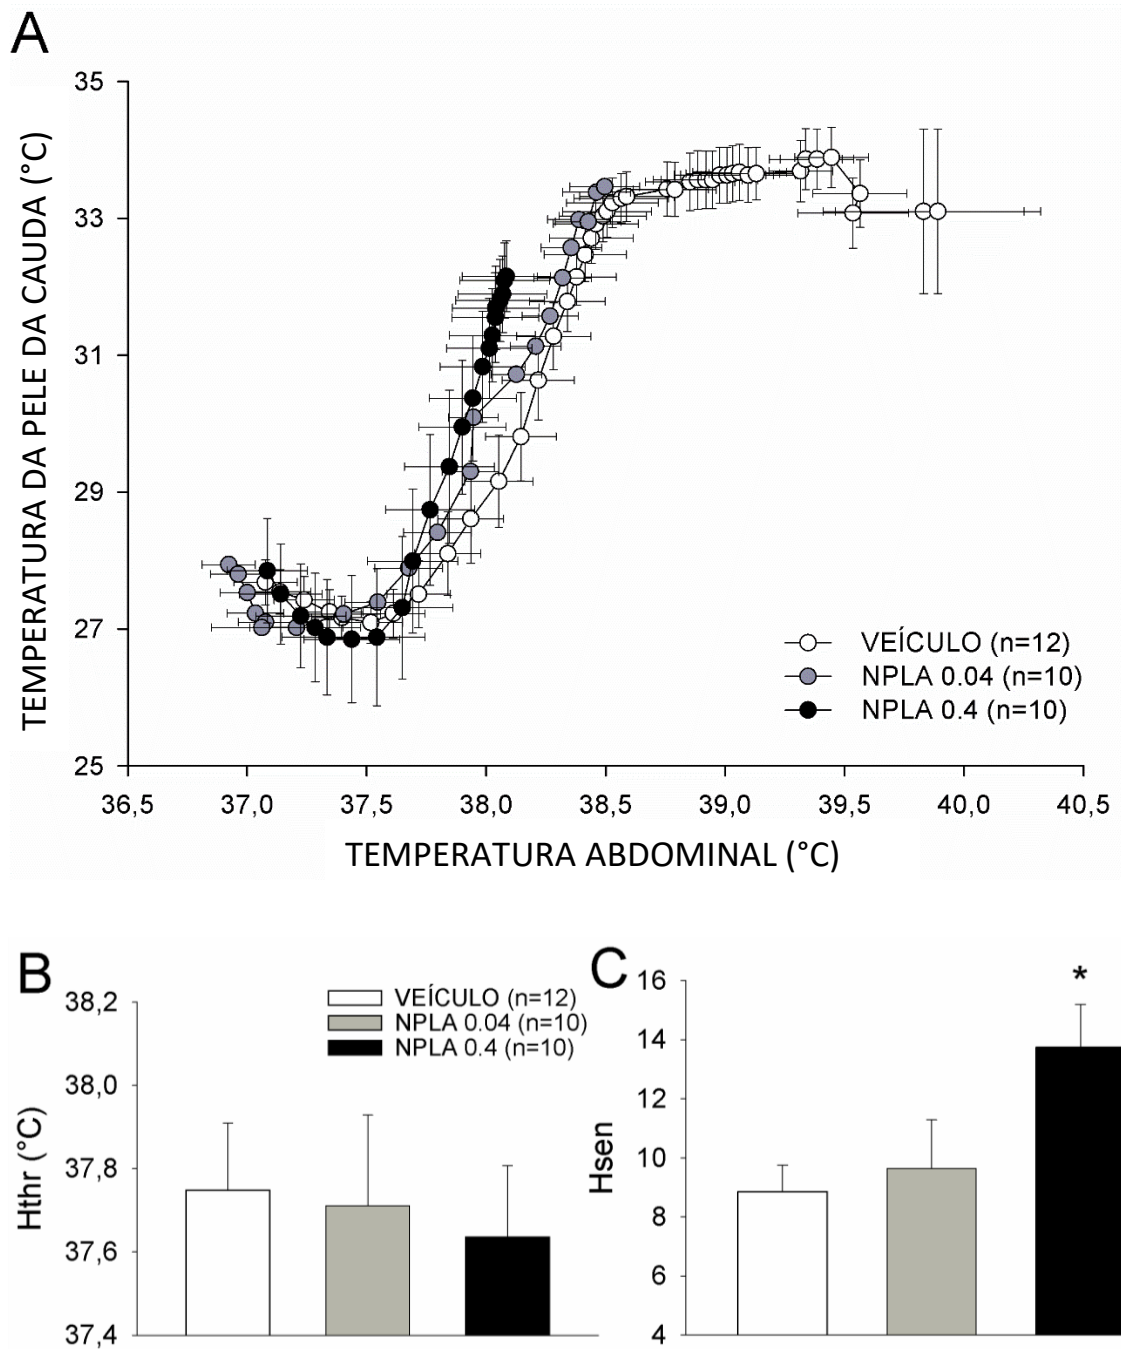 A
TEMPERATURA DA PELE DA CAUDA (°C)
35
33
31
29
27
25
VEÍCULO (n=12)
NPLA 0.04 (n=10)
NPLA 0.4 (n=10)
36,5 37,0 37,5 38,0 38,5 39,0 39,5 40,0 40,5
TEMPERATURA ABDOMINAL (°C)
B
Hthr (°C)
38,2
38,0
37,8
37,6
37,4
VEÍCULO (n=12)
NPLA 0.04 (n=10)
NPLA 0.4 (n=10)
C
Hsen
16
14
12
10
8
6
4
*